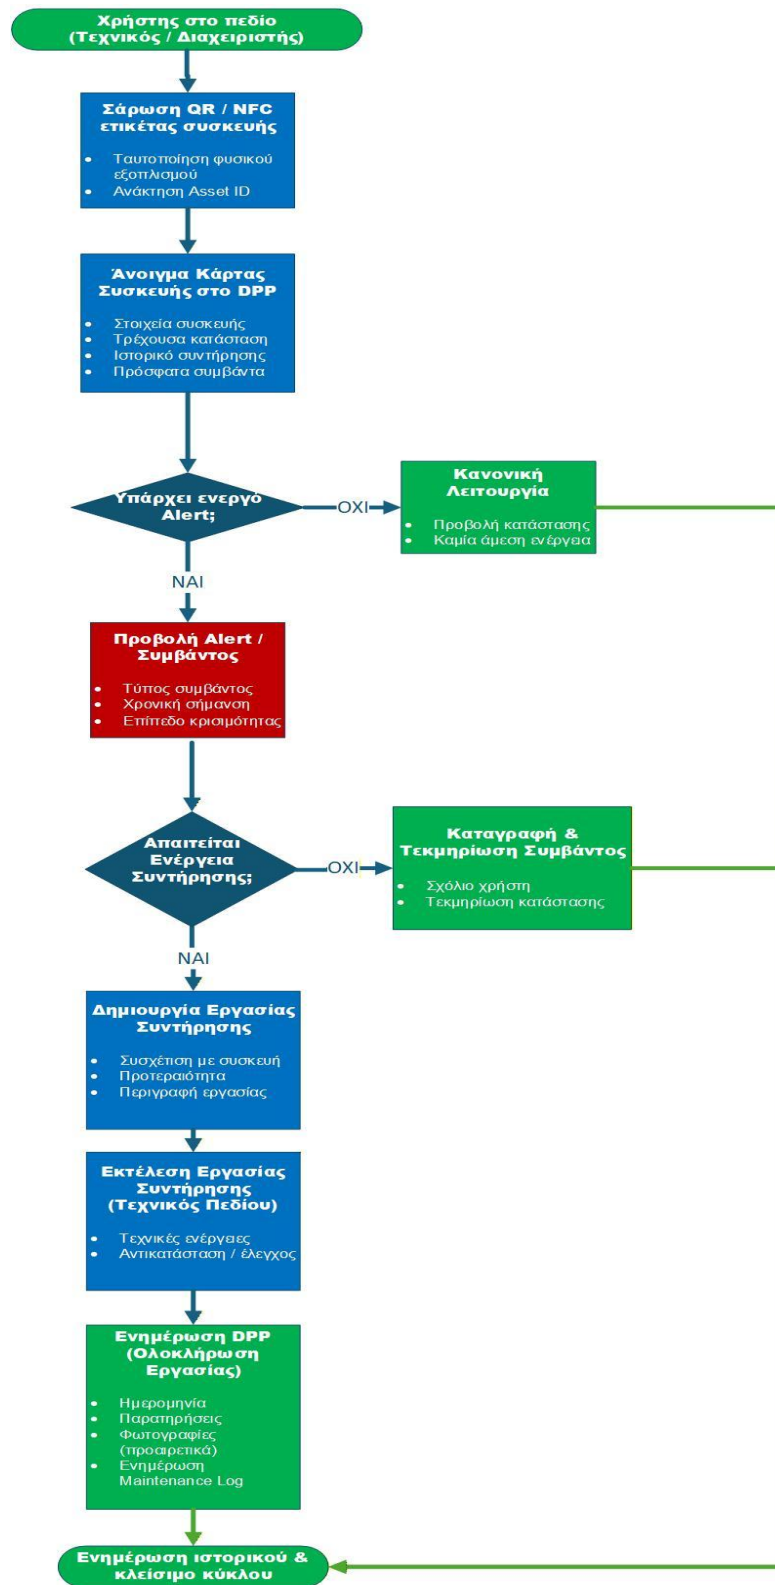 Χρήστης στο πεδίο
(Τεχνικός / Διαχειριστής)
Σάρωση QR / NFC
ετικέτας συσκευής
• Ταυτοποίηση φυσικού
εξοπλισμού
• Ανάκτηση Asset ID
Άνοιγμα Κάρτας
Συσκευής στο DPP
• Στοιχεία συσκευής
• Τρέχουσα κατάσταση
• Ιστορικό συντήρησης
• Πρόσφατα συμβάντα
Υπάρχει ενεργό
Alert;
ΟΧΙ
Κανονική
Λειτουργία
• Προβολή κατάστασης
• Καμία άμεση ενέργεια
ΝΑΙ
Προβολή Alert /
Συμβάντος
• Τύπος συμβάντος
• Χρονική σήμανση
• Επίπεδο κρισιμότητας
Απαιτείται
Ενέργεια
Συντήρησης;
ΟΧΙ
Καταγραφή &
Τεκμηρίωση Συμβάντος
• Σχόλιο χρήστη
• Τεκμηρίωση κατάστασης
ΝΑΙ
Δημιουργία Εργασίας
Συντήρησης
• Συσχέτιση με συσκευή
• Προτεραιότητα
• Περιγραφή εργασίας
Εκτέλεση Εργασίας
Συντήρησης
(Τεχνικός Πεδίου)
• Τεχνικές ενέργειες
• Αντικατάσταση / έλεγχος
Ενημέρωση DPP
(Ολοκλήρωση
Εργασίας)
• Ημερομηνία
• Παρατηρήσεις
• Φωτογραφίες
(προαιρετικά)
• Ενημέρωση
Maintenance Log
Ενημέρωση ιστορικού &
κλείσιμο κύκλου